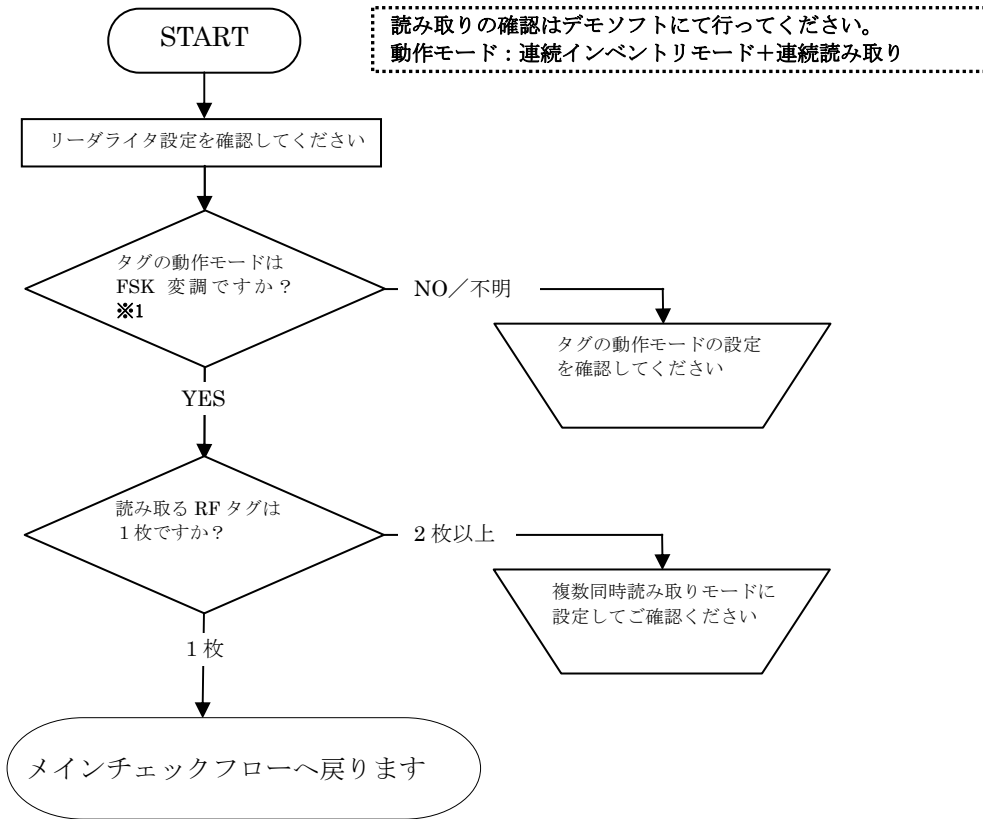 START
読み取りの確認はデモソフトにて行ってください。
動作モード：連続インベントリモード＋連続読み取り
リーダライタ設定を確認してください
タグの動作モードは
FSK 変調ですか？
※1
NO／不明
タグの動作モードの設定
を確認してください
YES
読み取る RF タグは
１枚ですか？
２枚以上
複数同時読み取りモードに
設定してご確認ください
１枚
メインチェックフローへ戻ります